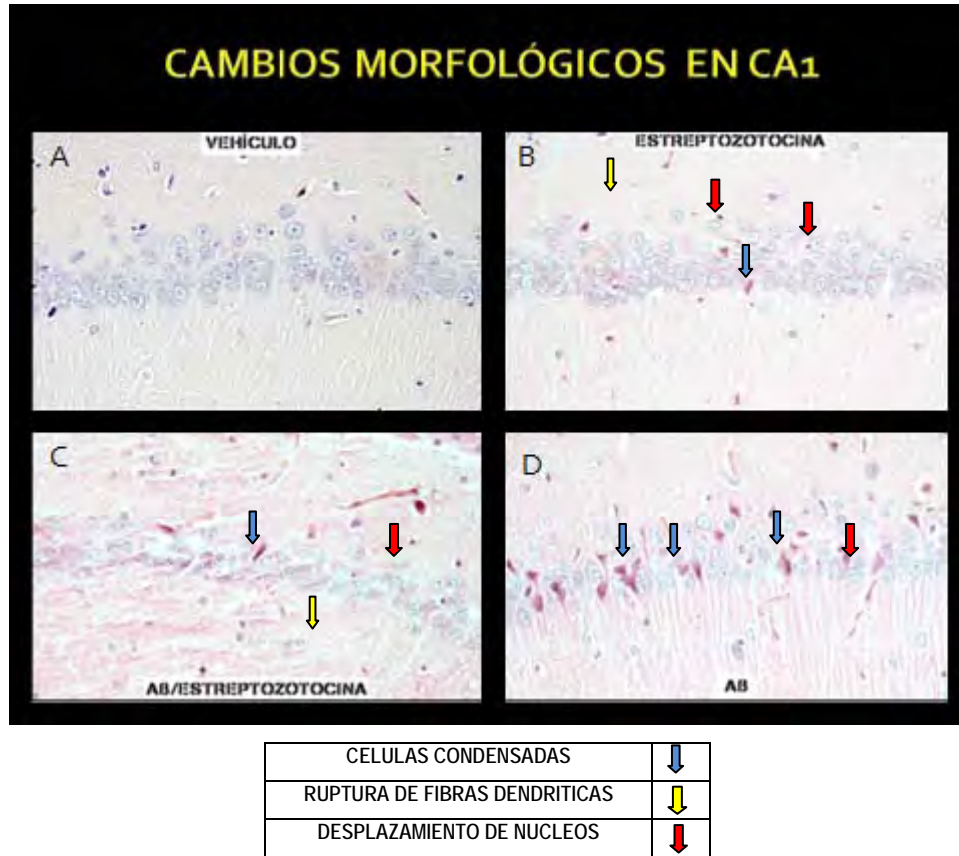 CAMBIOS MORFOLÓGICOS EN CA1
A
VEHÍCULO
B
ESTREPTOZOTOCINA
C
AB/ESTREPTOZOTOCINA
D
AB
CELULAS CONDENSADAS
RUPTURA DE FIBRAS DENDRITICAS
DESPLAZAMIENTO DE NUCLEOS